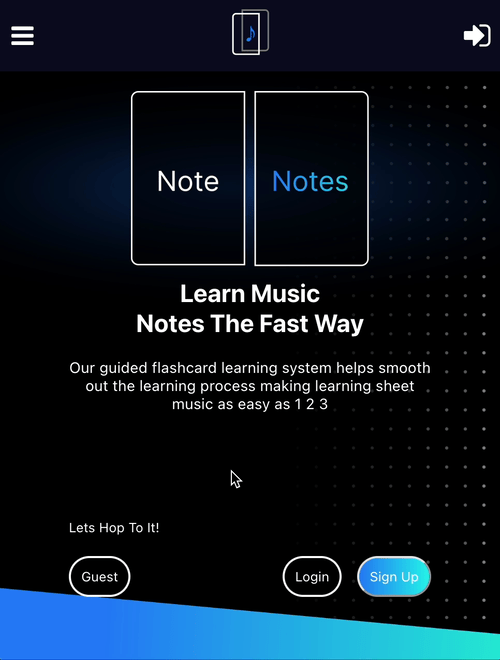 Note Notes
Learn Music
Notes The Fast Way
Our guided flashcard learning system helps smooth
out the learning process making learning sheet
music as easy as 1 2 3
Lets Hop To It!
Guest Login Sign Up